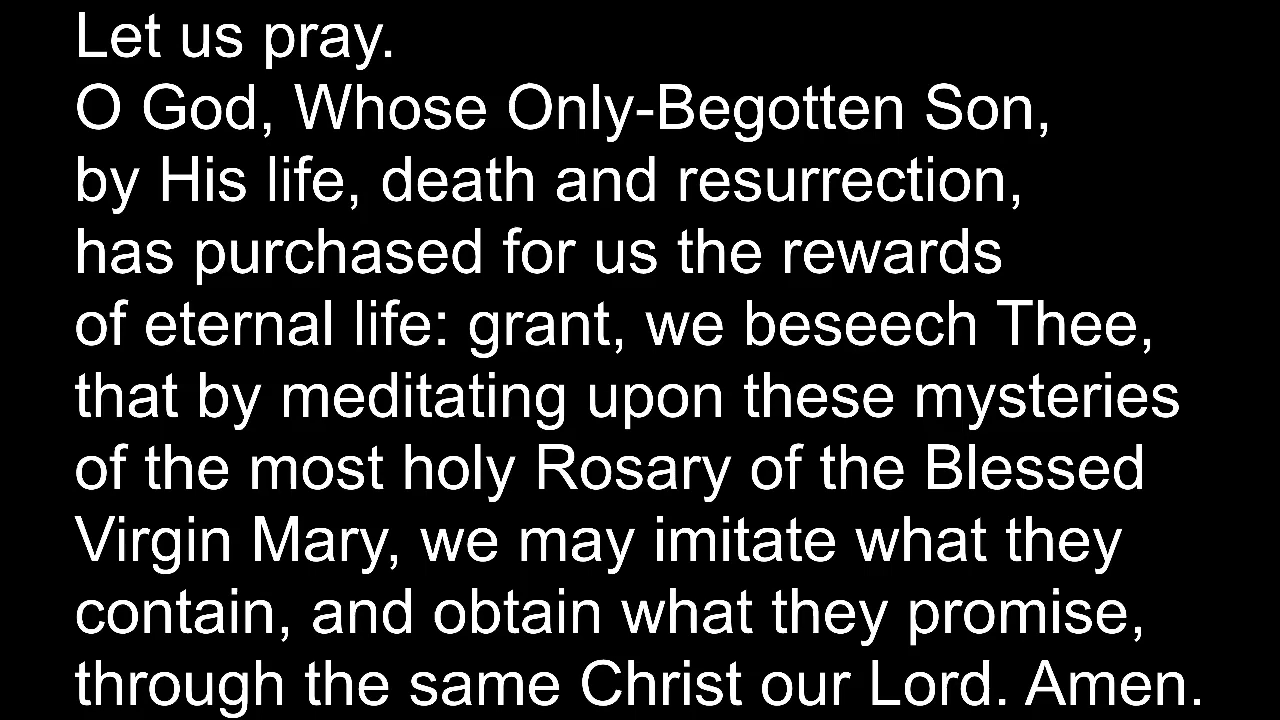 Let us pray.
O God, Whose Only-Begotten Son,
by His life, death and resurrection,
has purchased for us the rewards
of eternal life: grant, we beseech Thee,
that by meditating upon these mysteries
of the most holy Rosary of the Blessed
Virgin Mary, we may imitate what they
contain, and obtain what they promise,
through the same Christ our Lord. Amen.